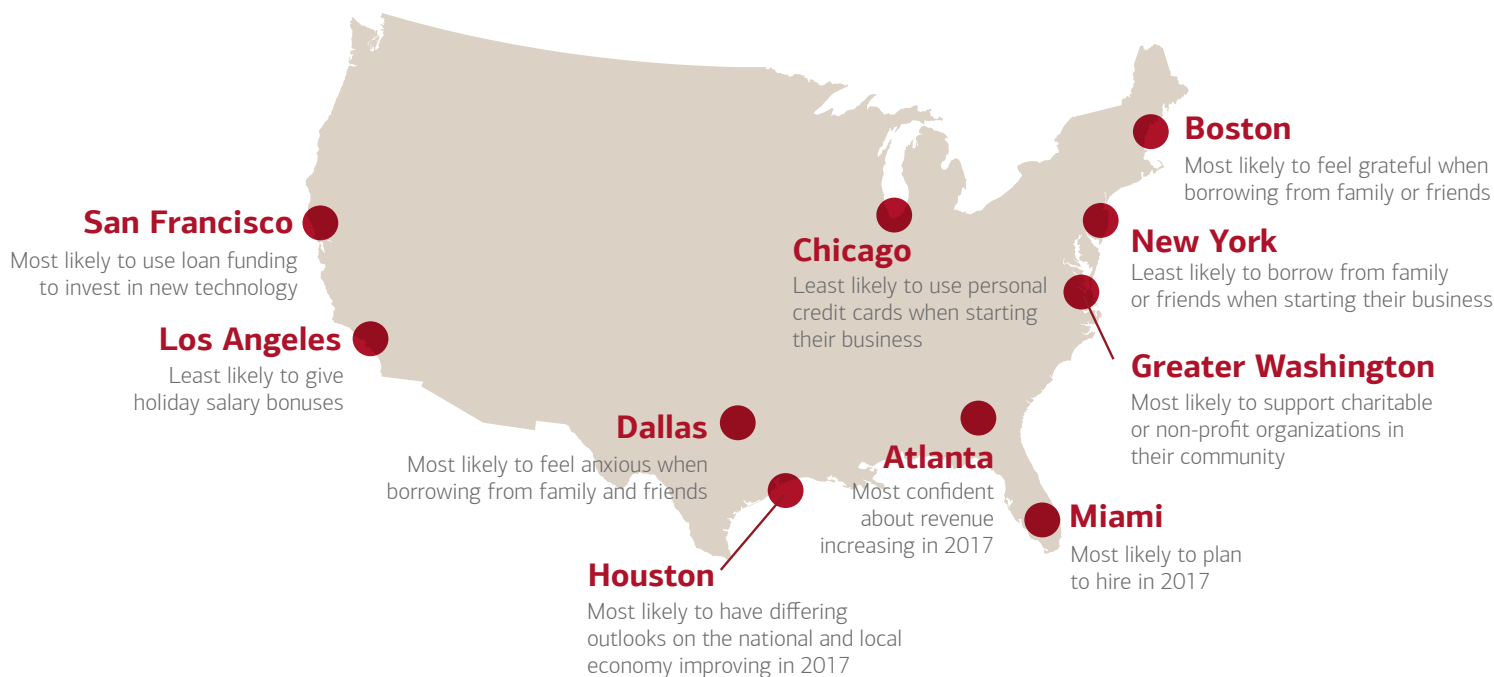 Boston
Most likely to feel grateful when
borrowing from family or friends
San Francisco
Most likely to use loan funding
to invest in new technology
Chicago
Least likely to use personal
credit cards when starting
their business
New York
Least likely to borrow from family
or friends when starting their business
Los Angeles
Least likely to give
holiday salary bonuses
Greater Washington
Most likely to support charitable
or non-profit organizations in
their community
Dallas
Most likely to feel anxious when
borrowing from family and friends
Atlanta
Most confident
about revenue
increasing in 2017
Miami
Most likely to plan
to hire in 2017
Houston
Most likely to have differing
outlooks on the national and local
economy improving in 2017